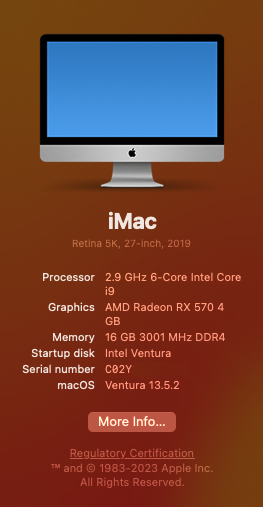 iMac
Retina 5K, 27-inch, 2019
Processor 2.9 GHz 6-Core Intel Core
i9
Graphics AMD Radeon RX 570 4
GB
Memory 16 GB 3001 MHz DDR4
Startup disk Intel Ventura
Serial number C02Y
macOS Ventura 13.5.2
More Info...
Regulatory Certification
™ and © 1983-2023 Apple Inc.
All Rights Reserved.